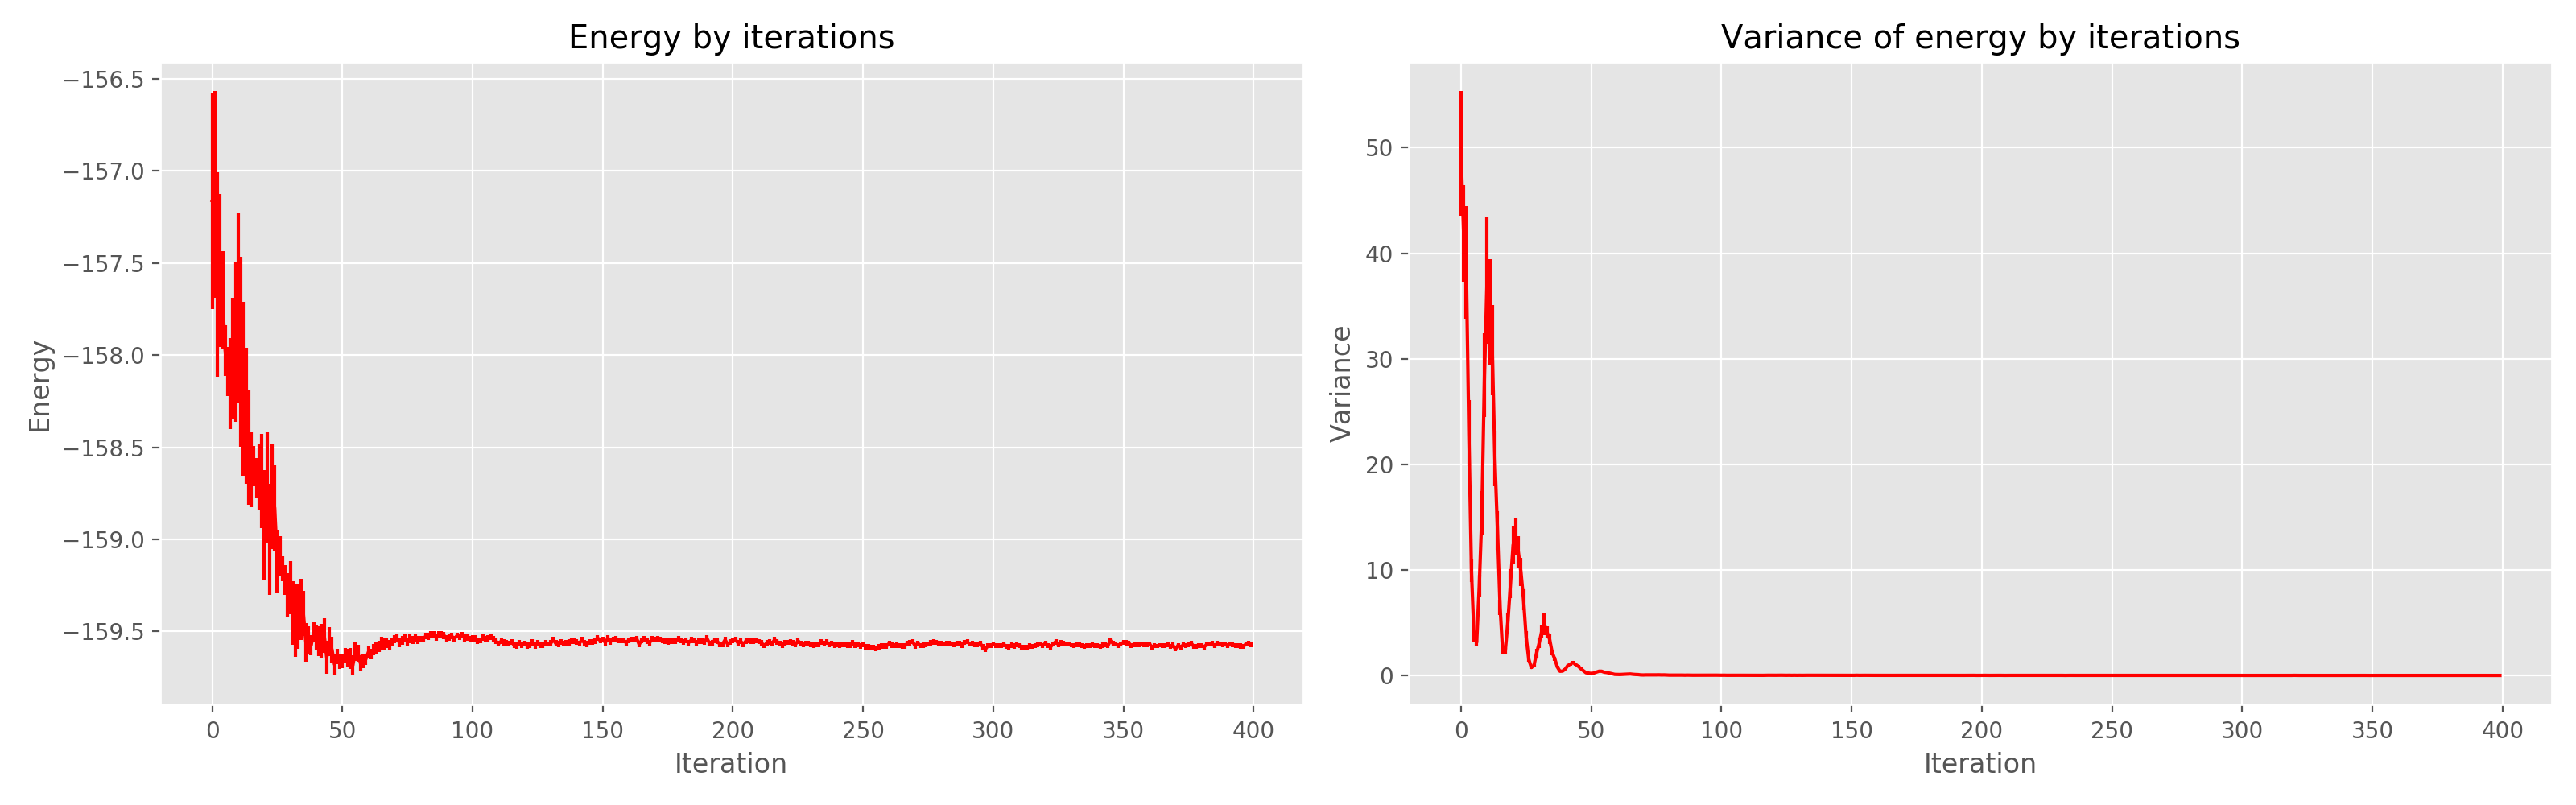 Energy by iterations
Energy
−156.5
−157.0
−157.5
−158.0
−158.5
−159.0
−159.5
0 50 100 150 200 250 300 350 400
Iteration
Variance of energy by iterations
Variance
50
40
30
20
10
0
0 50 100 150 200 250 300 350 400
Iteration